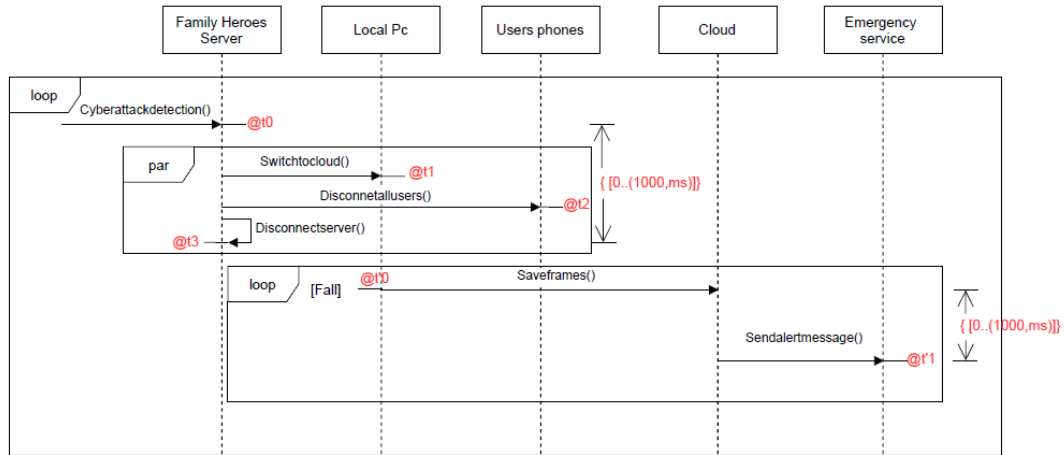 Family Heroes
Server
Local Pc
Users phones
Cloud
Emergency
service
loop
Cyberattackdetection()
@t0
par
Switchtocloud()
@t1
{ [0..(1000,ms)]}
Disconnetallusers()
@t2
Disconnectserver()
@t3
loop
[Fall]
@t'0
Saveframes()
{ [0..(1000,ms)]}
Sendalertmessage()
@t'1